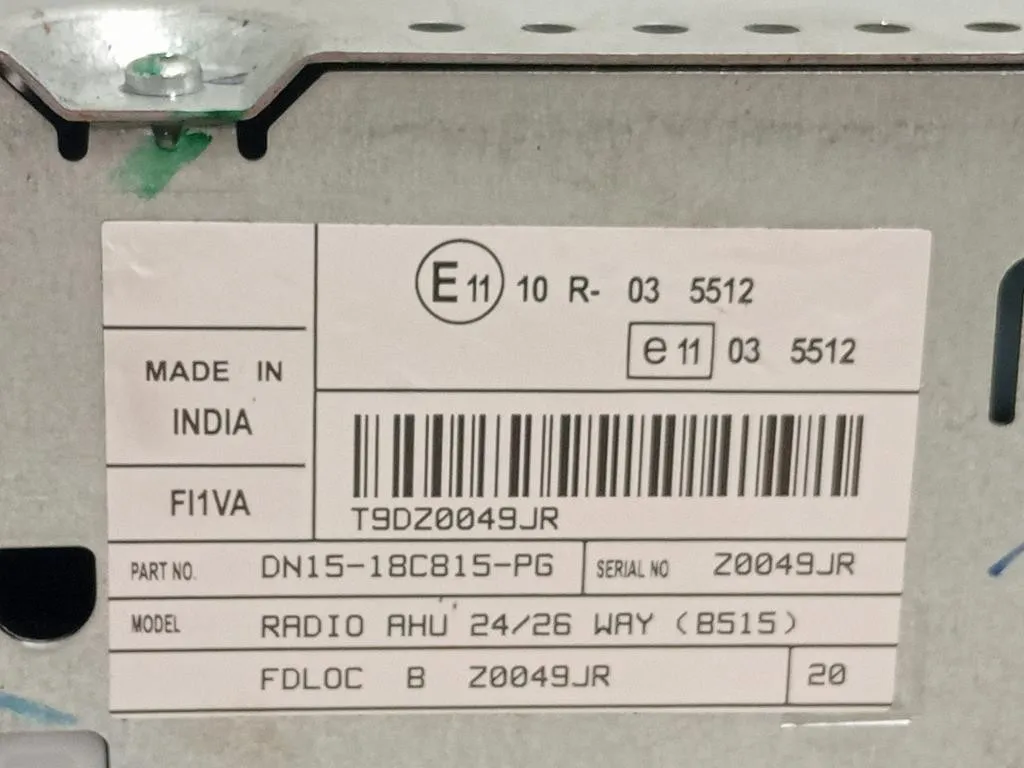 E 11 10 R- 03 5512
e 11 03 5512
MADE IN
INDIA
FI1VA
T9DZ0049JR
PART NO. DN15-18C815-PG SERIAL NO Z0049JR
MODEL RADIO AHU 24/26 WAY (8515)
FDLOC B Z0049JR 20